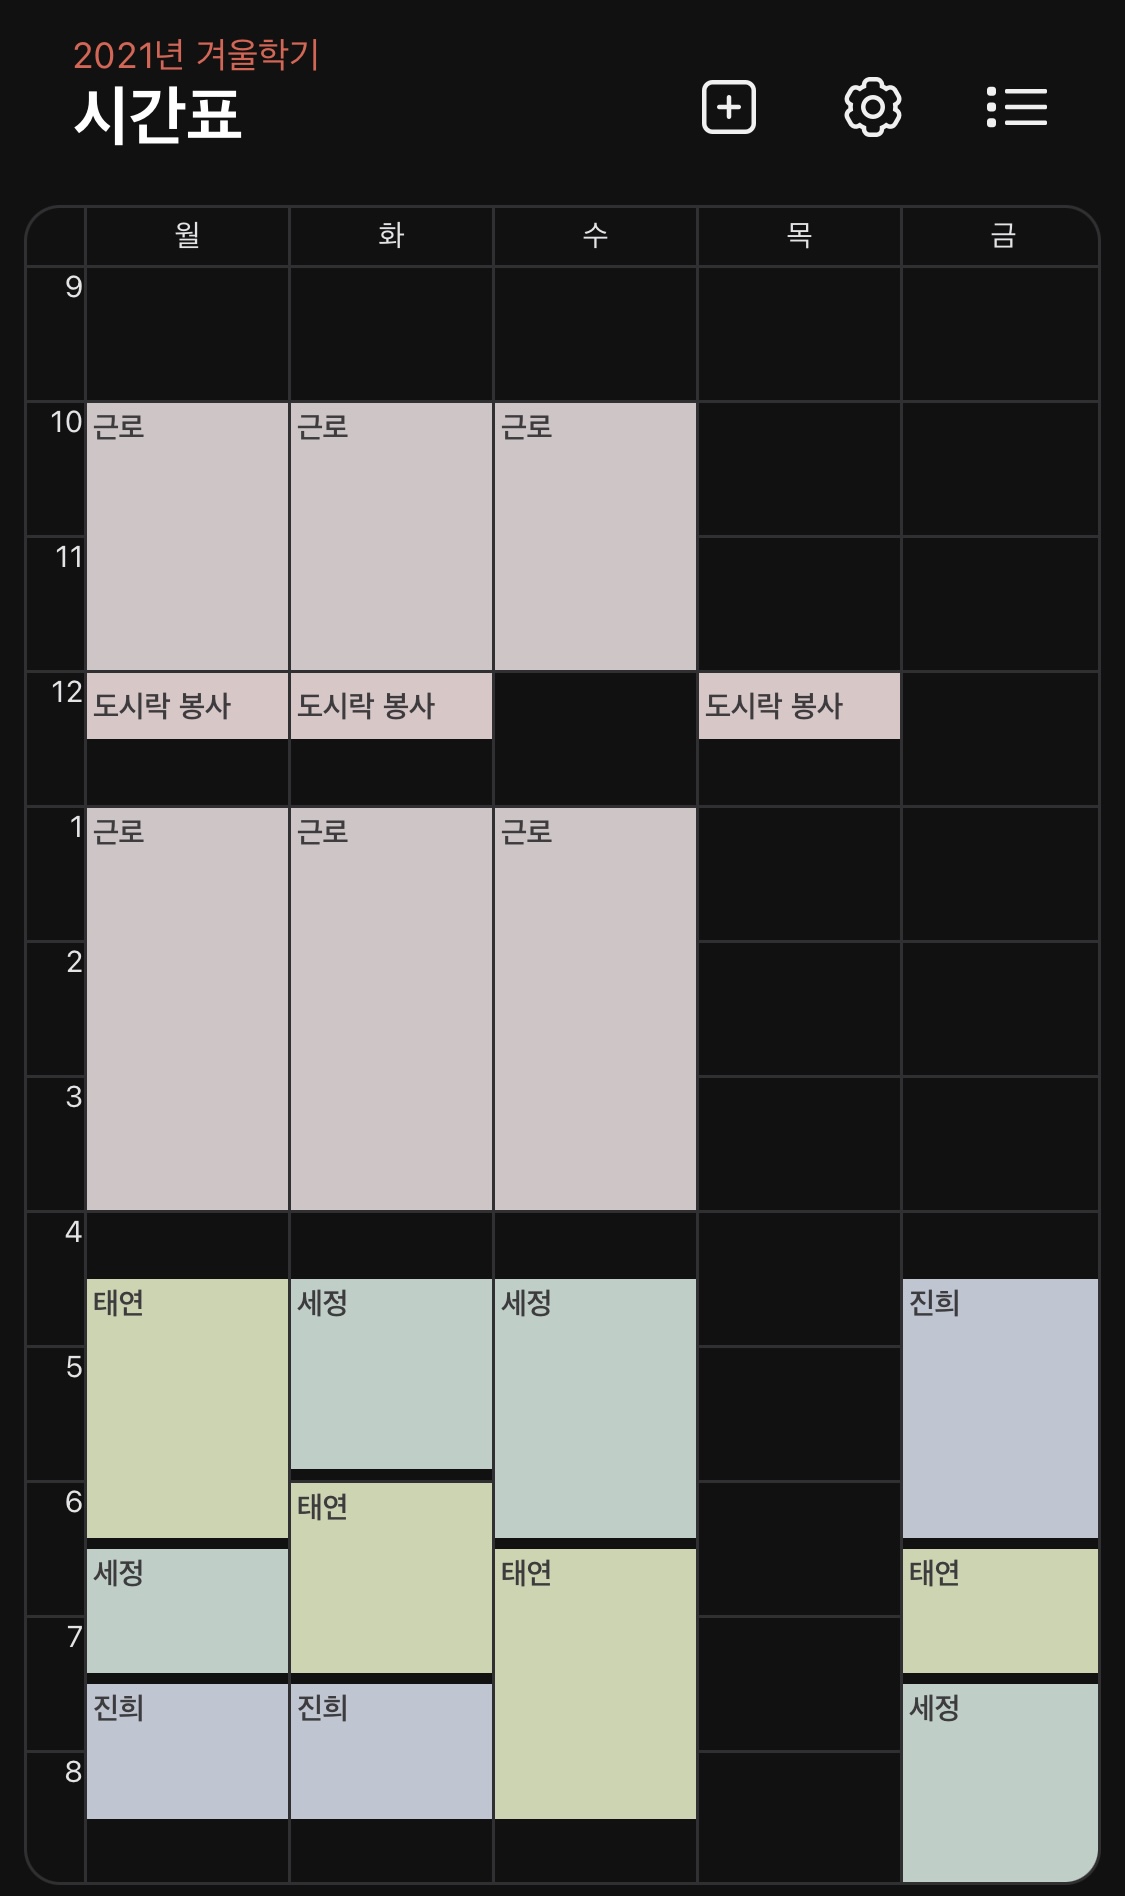 2021년 겨울학기
시간표
월 화 수 목 금
9
10 근로 근로 근로
11
12 도시락 봉사 도시락 봉사 도시락 봉사
1 근로 근로 근로
2
3
4
태연 세정 세정 진희
5
6 태연
세정 태연 태연
7
진희 진희 세정
8